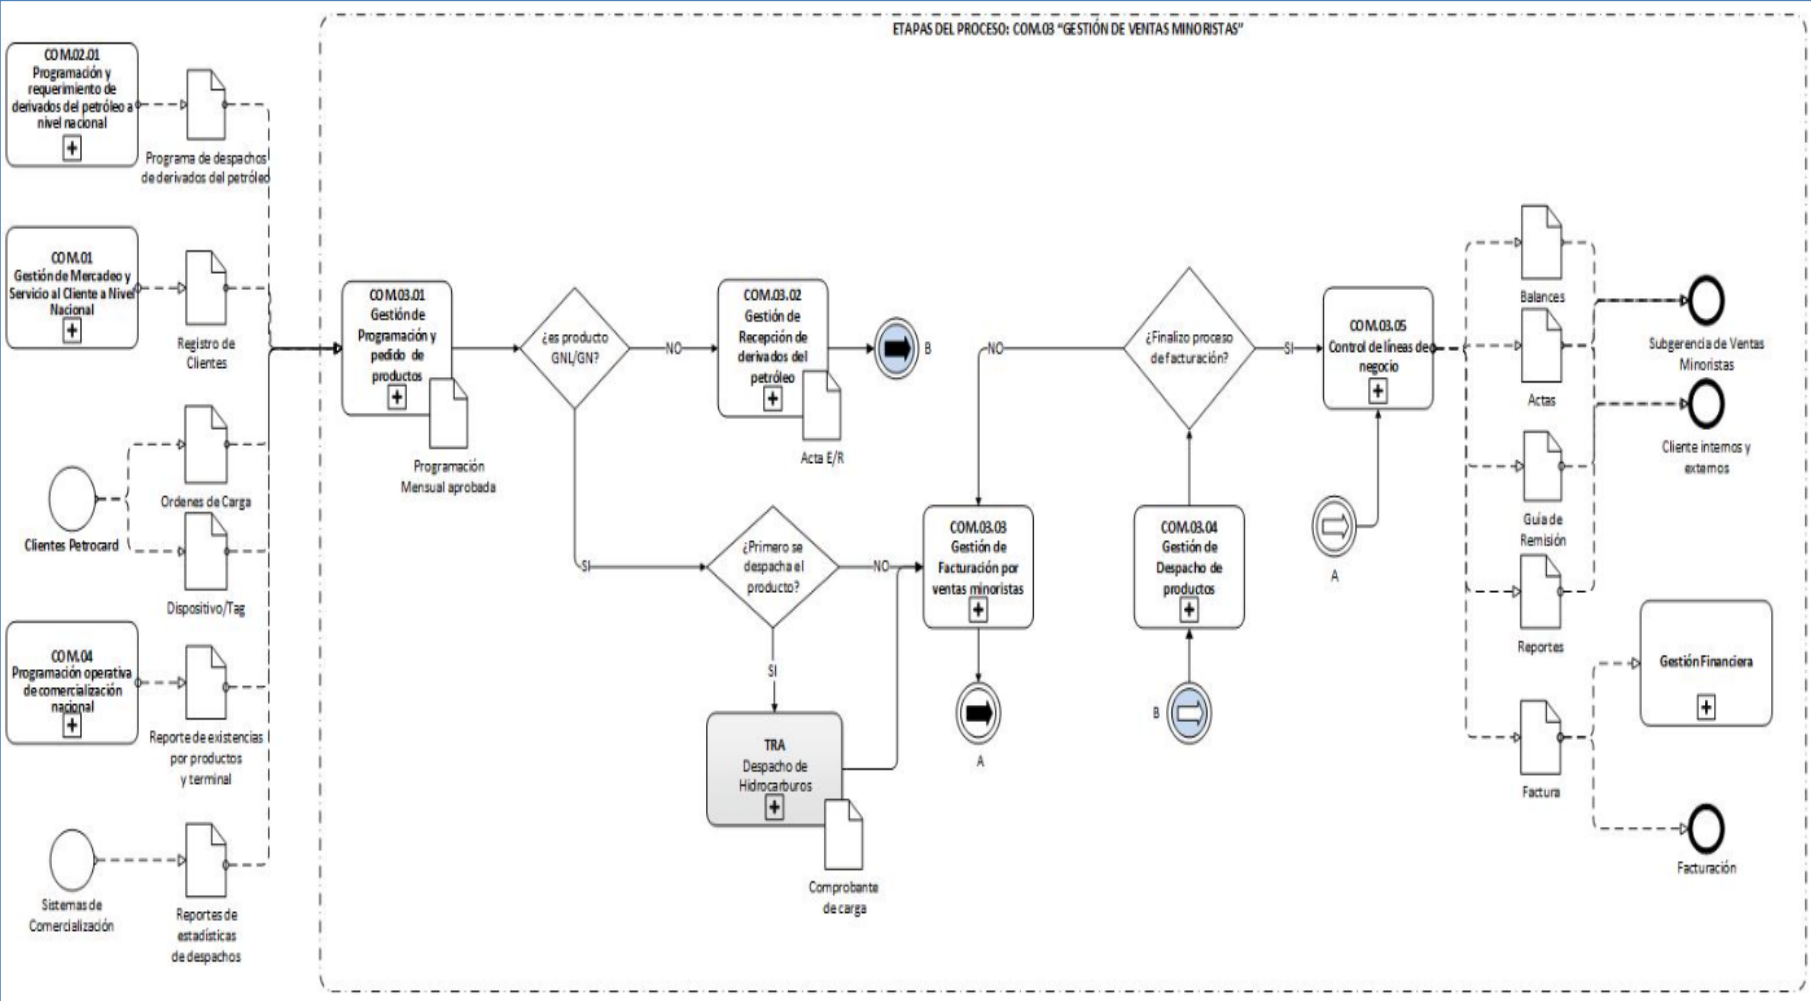 ETAPAS DEL PROCESO: COM.03 "GESTIÓN DE VENTAS MINORISTAS"
COM.02.01
Programación y
requerimiento de
derivados del petróleo a
nivel nacional
Programa de despachos
de derivados del petróleo
COM.01
Gestión de Mercadeo y
Servicio al Cliente a Nivel
Nacional
Registro de
Clientes
Clientes Petrocard
Ordenes de Carga
Dispositivo/Tag
COM.04
Programación operativa
de comercialización
nacional
Reporte de existencias
por productos
y terminal
Sistemas de
Comercialización
Reportes de
estadísticas
de despachos
COM.03.01
Gestión de
Programación y
pedido de
productos
Programación
Mensual aprobada
¿es producto
GNL/GN?
NO
SI
COM.03.02
Gestión de
Recepción de
derivados del
petróleo
Acta E/R
B
¿Primero se
despacha el
producto?
NO
SI
TRA
Despacho de
Hidrocarburos
Comprobante
de carga
COM.03.03
Gestión de
Facturación por
ventas minoristas
A
COM.03.04
Gestión de
Despacho de
productos
B
¿Finalizo proceso
de facturación?
NO
SI
COM.03.05
Control de líneas de
negocio
A
Balances
Actas
Guía de
Remisión
Reportes
Factura
Subgerencia de Ventas
Minoristas
Cliente internos y
externos
Gestión Financiera
Facturación